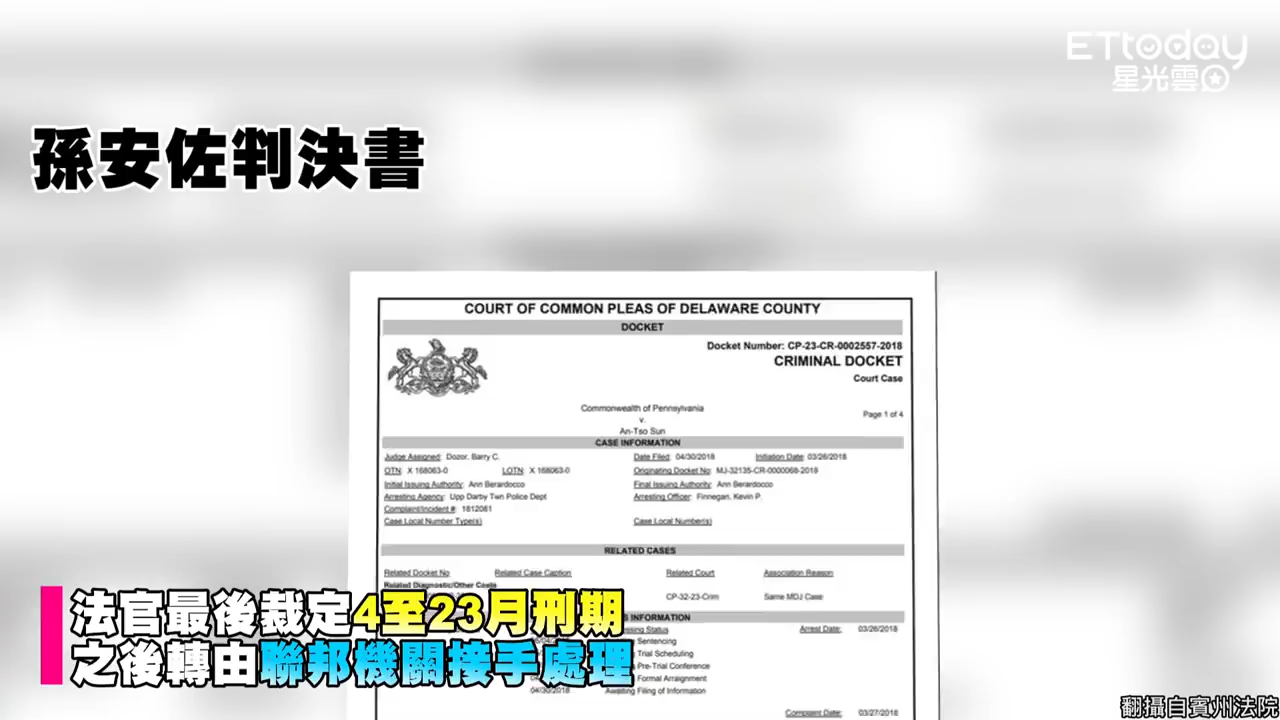 ETtoday
星光雲
孫安佐判決書
COURT OF COMMON PLEAS OF DELAWARE COUNTY
DOCKET
Docket Number: CP-23-CR-0002557-2018
CRIMINAL DOCKET
Court Case
Commonwealth of Pennsylvania
v.
An-Tso Sun
Page 1 of 4
CASE INFORMATION
Judge Assigned: Dozor, Barry C. Date Filed: 04/30/2018 Initiation Date: 03/26/2018
OTN: X 168063-0 LOTN: X 168063-0 Originating Docket No: MJ-32135-CR-0000068-2018
Initial Issuing Authority: Ann Berardocco Final Issuing Authority: Ann Berardocco
Arresting Agency: Upp Darby Twn Police Dept Arresting Officer: Finnegan, Kevin P.
Complaint/Incident #: 1812061
Case Local Number Type(s) Case Local Number(s)
RELATED CASES
Related Docket No Related Case Caption Related Court Association Reason
Related Diagnostic/Other Cases
CP-32-23-Crim Same MDJ Case
INFORMATION
Status Arrest Date: 03/26/2018
Sentencing
Trial Scheduling
Pre-Trial Conference
Formal Arraignment
04/30/2018 Awaiting Filing of Information
Complaint Date: 03/27/2018
法官最後裁定4至23月刑期
之後轉由聯邦機關接手處理
翻攝自賓州法院